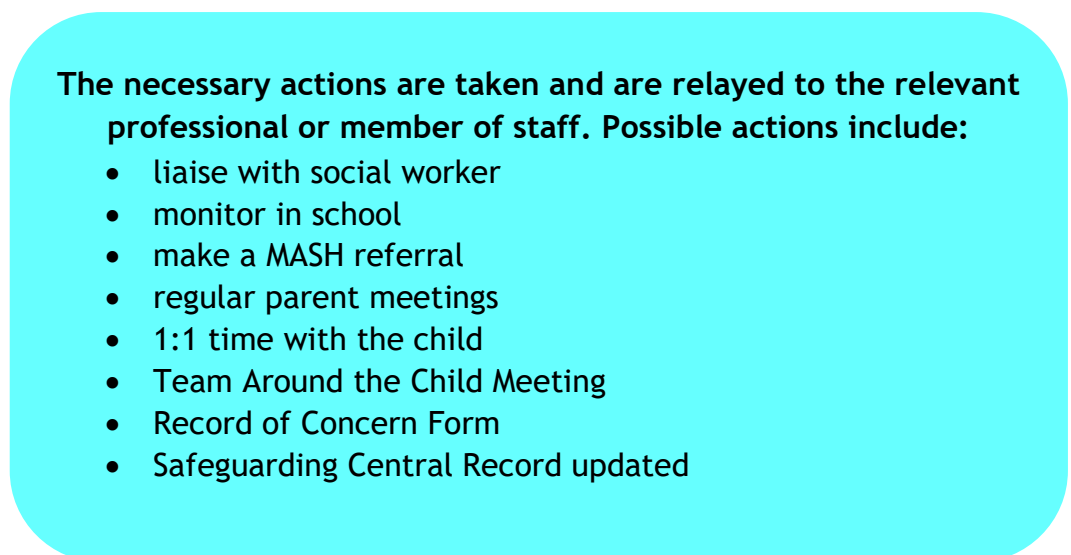 The necessary actions are taken and are relayed to the relevant
professional or member of staff. Possible actions include:
• liaise with social worker
• monitor in school
• make a MASH referral
• regular parent meetings
• 1:1 time with the child
• Team Around the Child Meeting
• Record of Concern Form
• Safeguarding Central Record updated